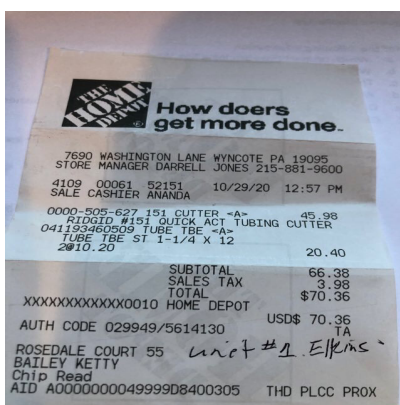 THE
HOME
DEPOT
How doers
get more done.
7690 WASHINGTON LANE WYNCOTE PA 19095
STORE MANAGER DARRELL JONES 215-881-9600
4109 00061 52151 10/29/20 12:57 PM
SALE CASHIER ANANDA
0000-505-627 151 CUTTER <A> 45.98
RIDGID #151 QUICK ACT TUBING CUTTER
041193460509 TUBE TBE <A>
TUBE TBE ST 1-1/4 X 12
2@10.20 20.40
SUBTOTAL 66.38
SALES TAX 3.98
TOTAL $70.36
XXXXXXXXXXXX0010 HOME DEPOT
USD$ 70.36
AUTH CODE 029949/5614130 TA
ROSEDALE COURT 55 unit #1 Elkins
BAILEY KETTY
Chip Read
AID A0000000049999D8400305 THD PLCC PROX